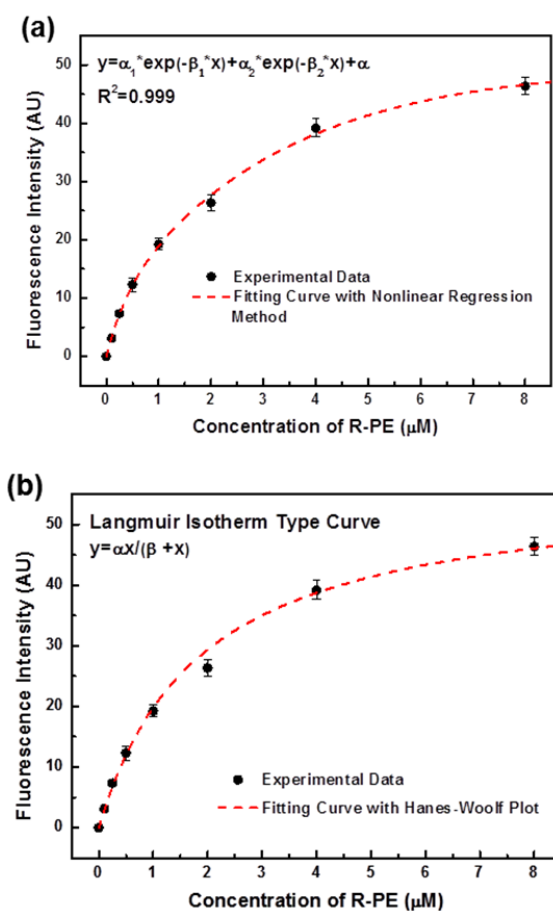 (a)
y=α₁*exp(-β₁*x)+α₂*exp(-β₂*x)+α
R²=0.999
50
40
30
20
10
0
Fluorescence Intensity (AU)
Experimental Data
Fitting Curve with Nonlinear Regression
Method
0 1 2 3 4 5 6 7 8
Concentration of R-PE (μM)
(b)
Langmuir Isotherm Type Curve
y=αx/(β +x)
50
40
30
20
10
0
Fluorescence Intensity (AU)
Experimental Data
Fitting Curve with Hanes-Woolf Plot
0 1 2 3 4 5 6 7 8
Concentration of R-PE (μM)